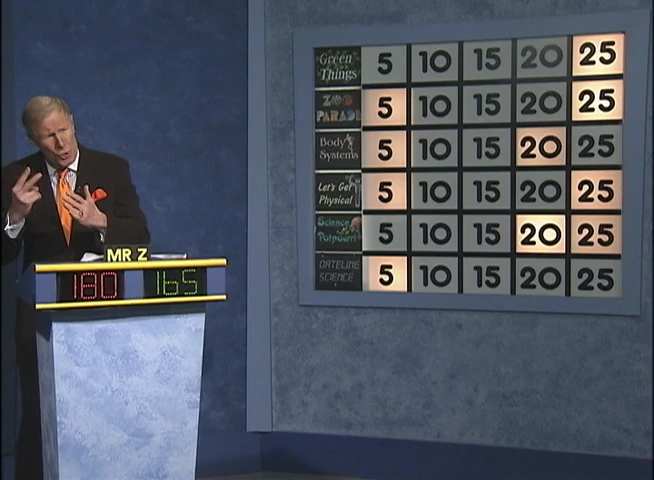 Green
Things
5 10 15 20 25
ZOO
PARADE
5 10 15 20 25
Body
Systems
5 10 15 20 25
Let's Get
Physical
5 10 15 20 25
Science
Potpourri
5 10 15 20 25
DATELINE
SCIENCE
5 10 15 20 25
MR Z
180 165